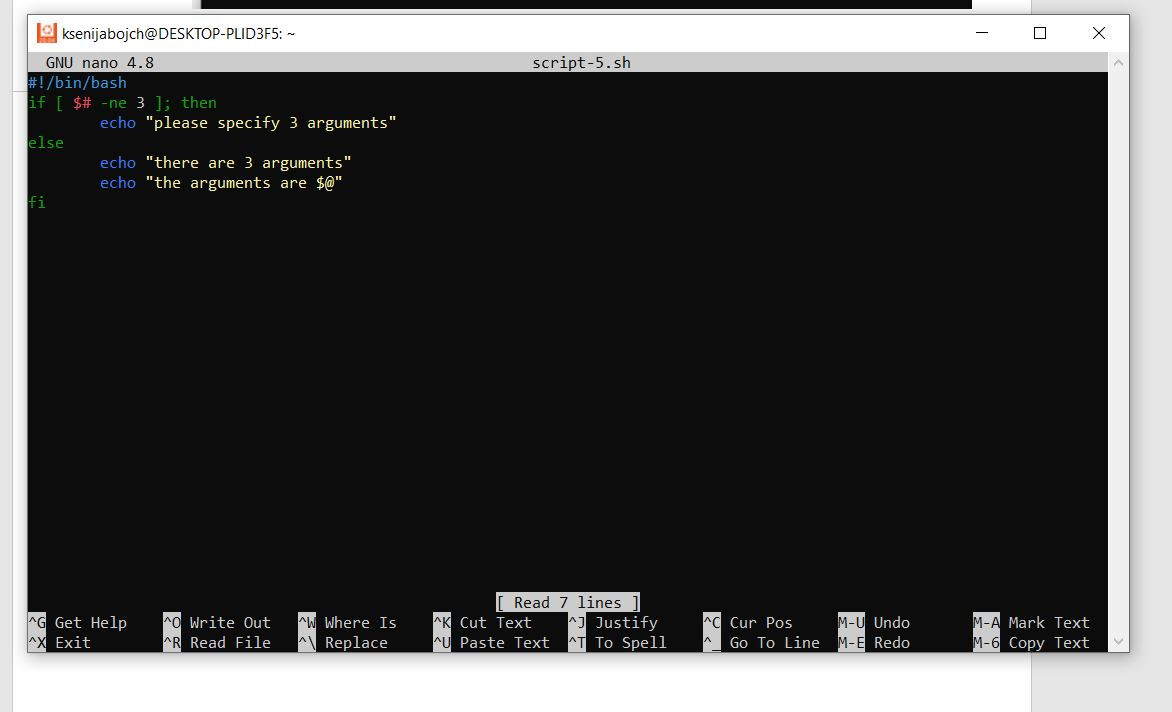 ksenijabojch@DESKTOP-PLID3F5: ~
GNU nano 4.8 script-5.sh
#!/bin/bash
if [ $# -ne 3 ]; then
        echo "please specify 3 arguments"
else
        echo "there are 3 arguments"
        echo "the arguments are $@"
fi
[ Read 7 lines ]
^G Get Help ^O Write Out ^W Where Is ^K Cut Text ^J Justify ^C Cur Pos M-U Undo M-A Mark Text
^X Exit ^R Read File ^\ Replace ^U Paste Text ^T To Spell ^_ Go To Line M-E Redo M-6 Copy Text